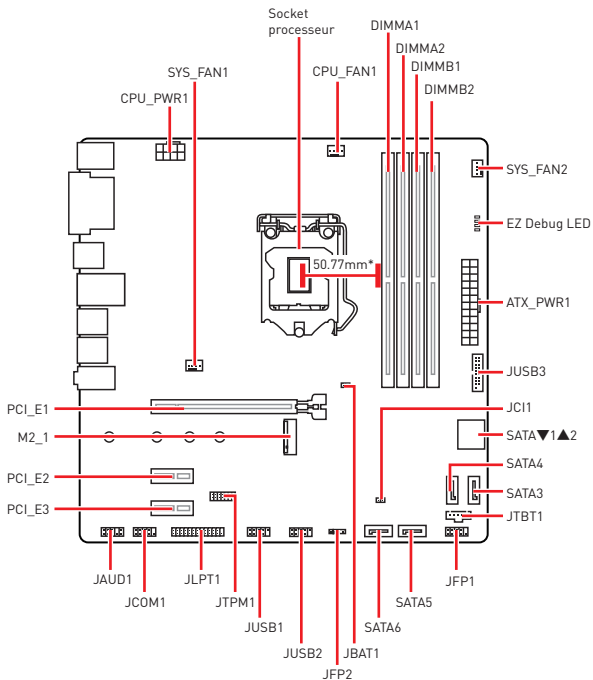 Socket
processeur
DIMMA1
DIMMA2
DIMMB1
DIMMB2
SYS_FAN1
CPU_FAN1
CPU_PWR1
SYS_FAN2
EZ Debug LED
50.77mm*
ATX_PWR1
JUSB3
JCI1
PCI_E1
SATA▼1▲2
M2_1
SATA4
PCI_E2
SATA3
PCI_E3
JTBT1
JAUD1
JLPT1
JFP1
JCOM1
JTPM1
SATA5
JUSB1
SATA6
JUSB2
JBAT1
JFP2